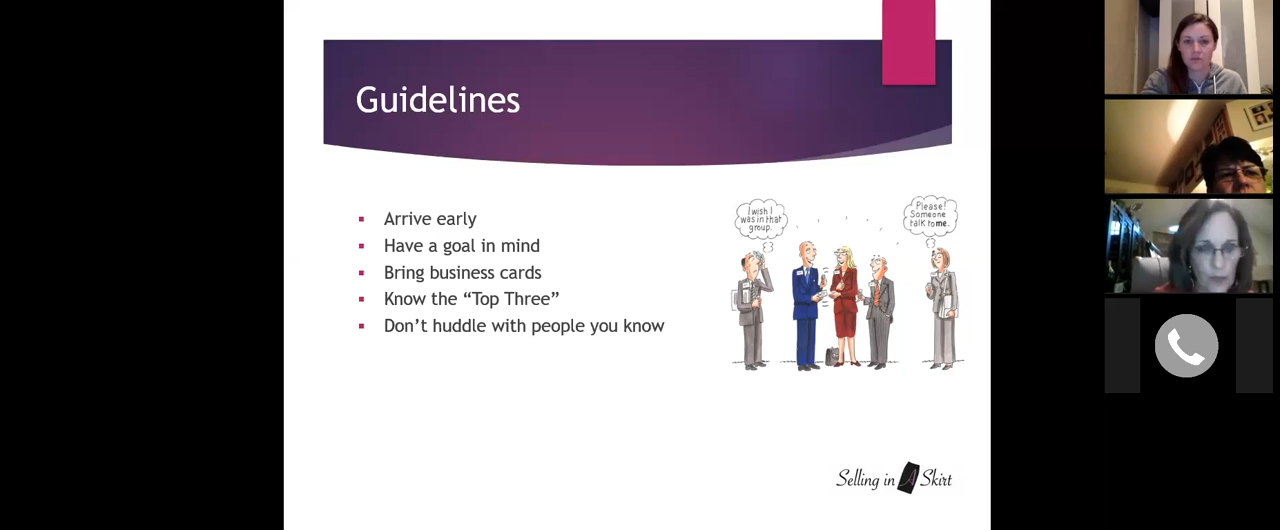 Guidelines
Arrive early
Have a goal in mind
Bring business cards
Know the “Top Three”
Don’t huddle with people you know
I wish I
was in that
group.
Please!
Someone
talk to me.
Selling in A Skirt